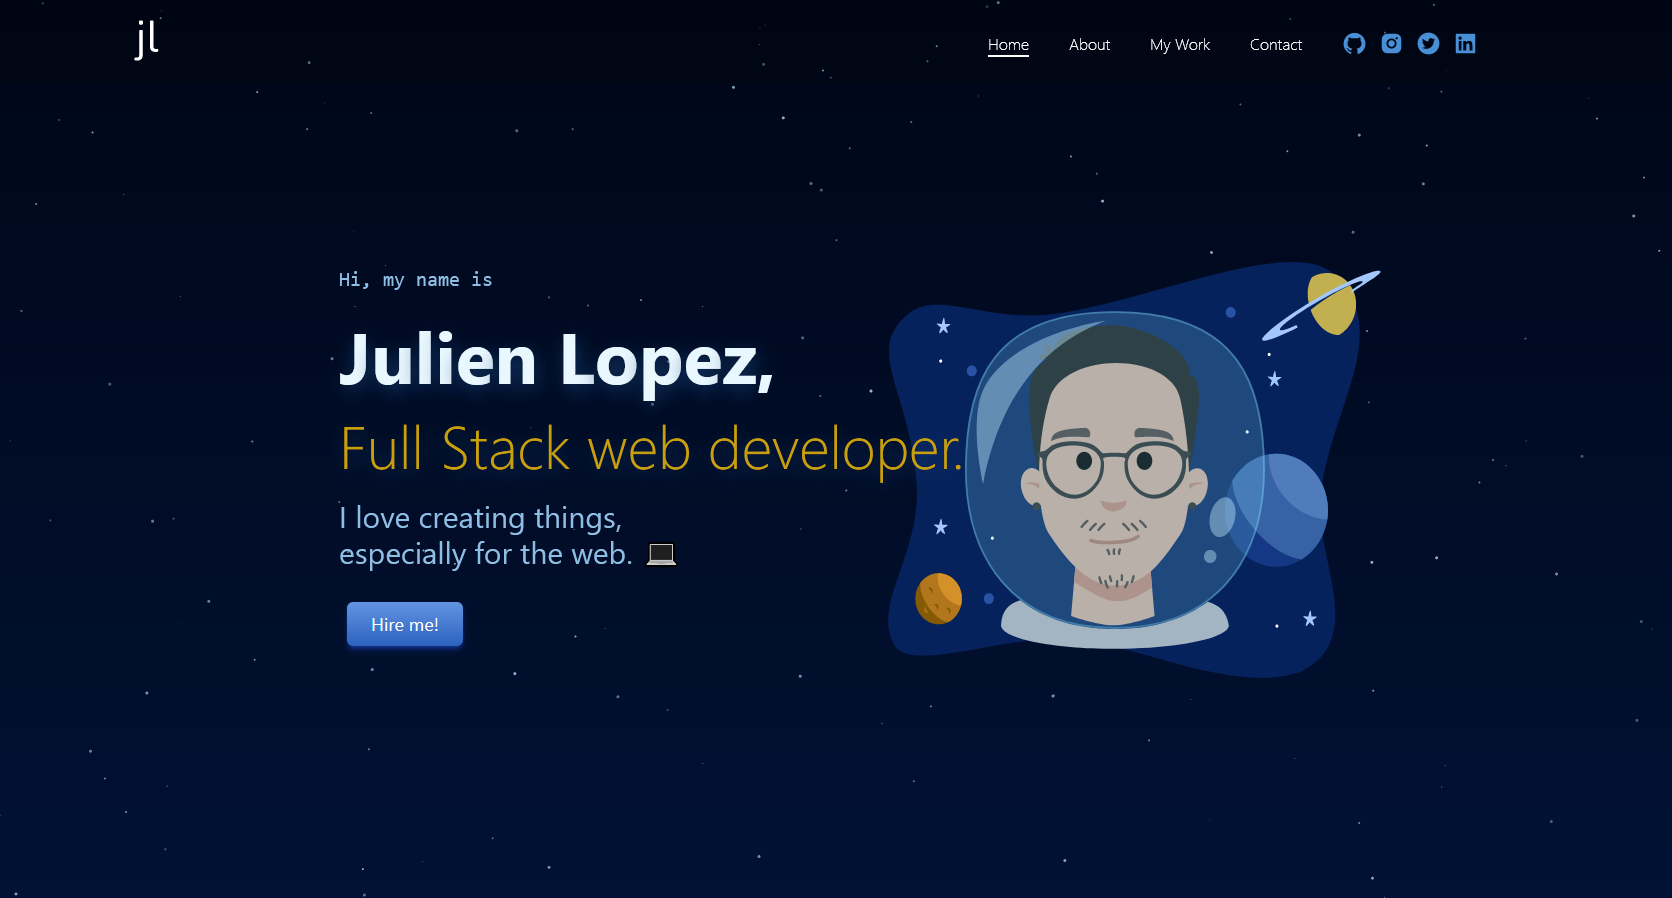 jl
Home About My Work Contact
Hi, my name is
Julien Lopez,
Full Stack web developer.
I love creating things,
especially for the web. 💻
Hire me!